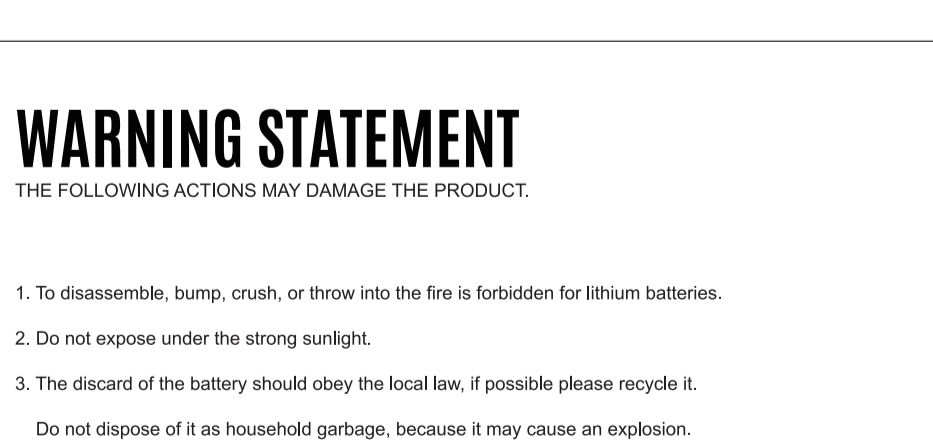 WARNING STATEMENT
THE FOLLOWING ACTIONS MAY DAMAGE THE PRODUCT.
1. To disassemble, bump, crush, or throw into the fire is forbidden for lithium batteries.
2. Do not expose under the strong sunlight.
3. The discard of the battery should obey the local law, if possible please recycle it.
Do not dispose of it as household garbage, because it may cause an explosion.